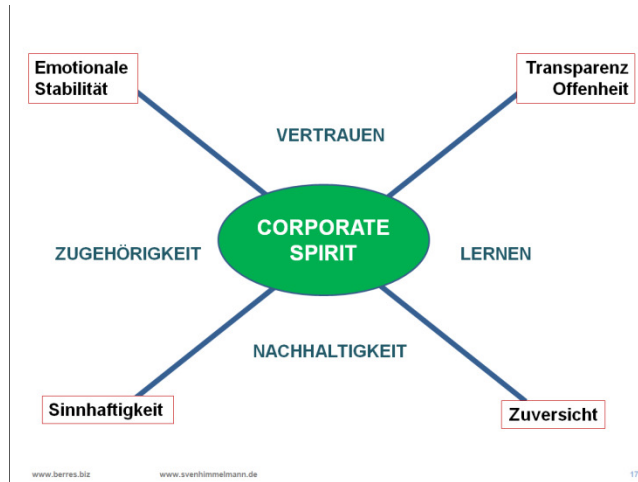 Emotionale
Stabilität
Transparenz
Offenheit
VERTRAUEN
CORPORATE
SPIRIT
ZUGEHÖRIGKEIT
LERNEN
NACHHALTIGKEIT
Sinnhaftigkeit
Zuversicht
www.berres.biz
www.svenhimmelmann.de
17